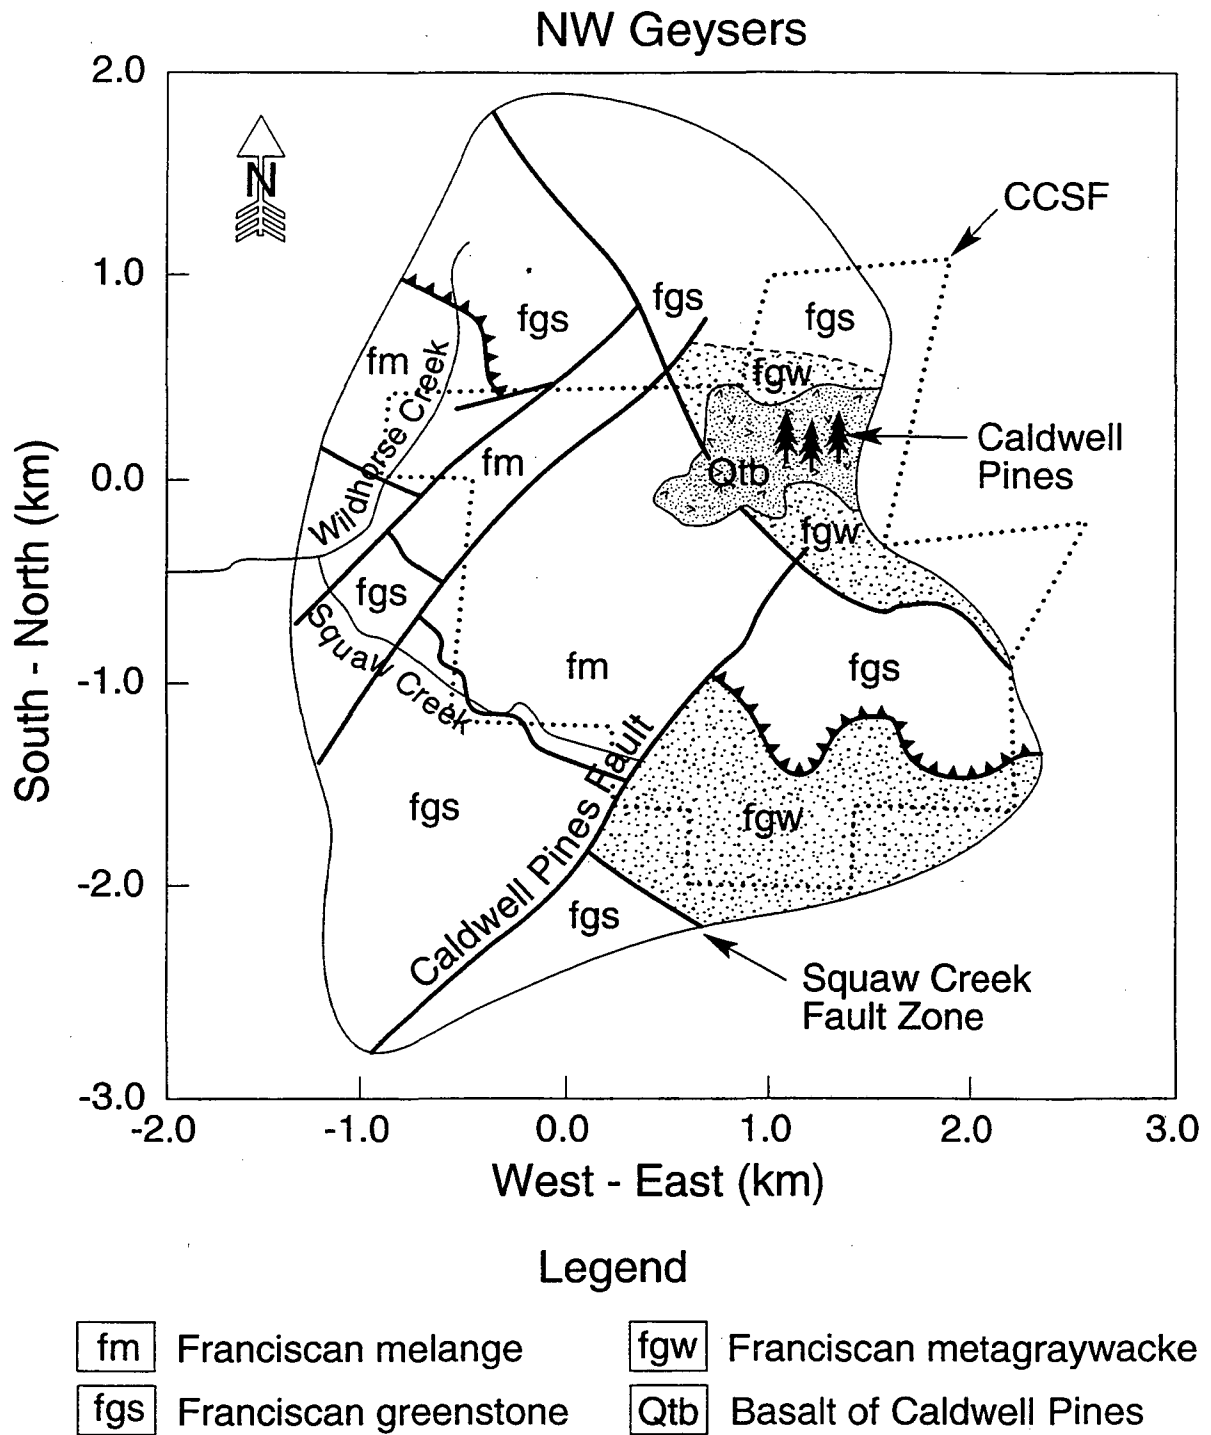 NW Geysers
2.0
1.0
0.0
-1.0
-2.0
-3.0
South - North (km)
N
CCSF
fgs
fgs
fgs
fm
fgw
Wildhorse Creek
Caldwell
Pines
fm
Qtb
fgw
fgs
Squaw Creek
fm
fgs
Caldwell Pines Fault
fgs
fgw
fgs
Squaw Creek
Fault Zone
-2.0
-1.0
0.0
1.0
2.0
3.0
West - East (km)
Legend
fm Franciscan melange
fgw Franciscan metagraywacke
fgs Franciscan greenstone
Qtb Basalt of Caldwell Pines